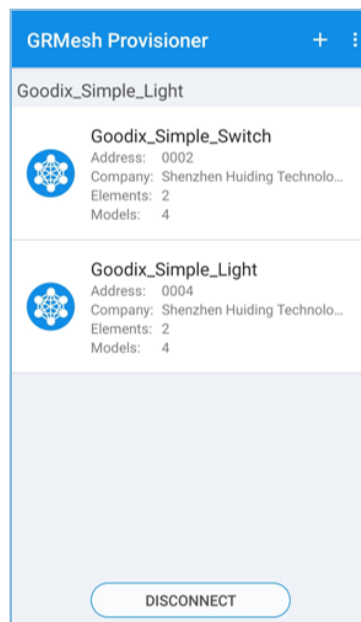 GRMesh Provisioner
Goodix_Simple_Light
Goodix_Simple_Switch
Address: 0002
Company: Shenzhen Huiding Technolo...
Elements: 2
Models: 4
Goodix_Simple_Light
Address: 0004
Company: Shenzhen Huiding Technolo...
Elements: 2
Models: 4
DISCONNECT